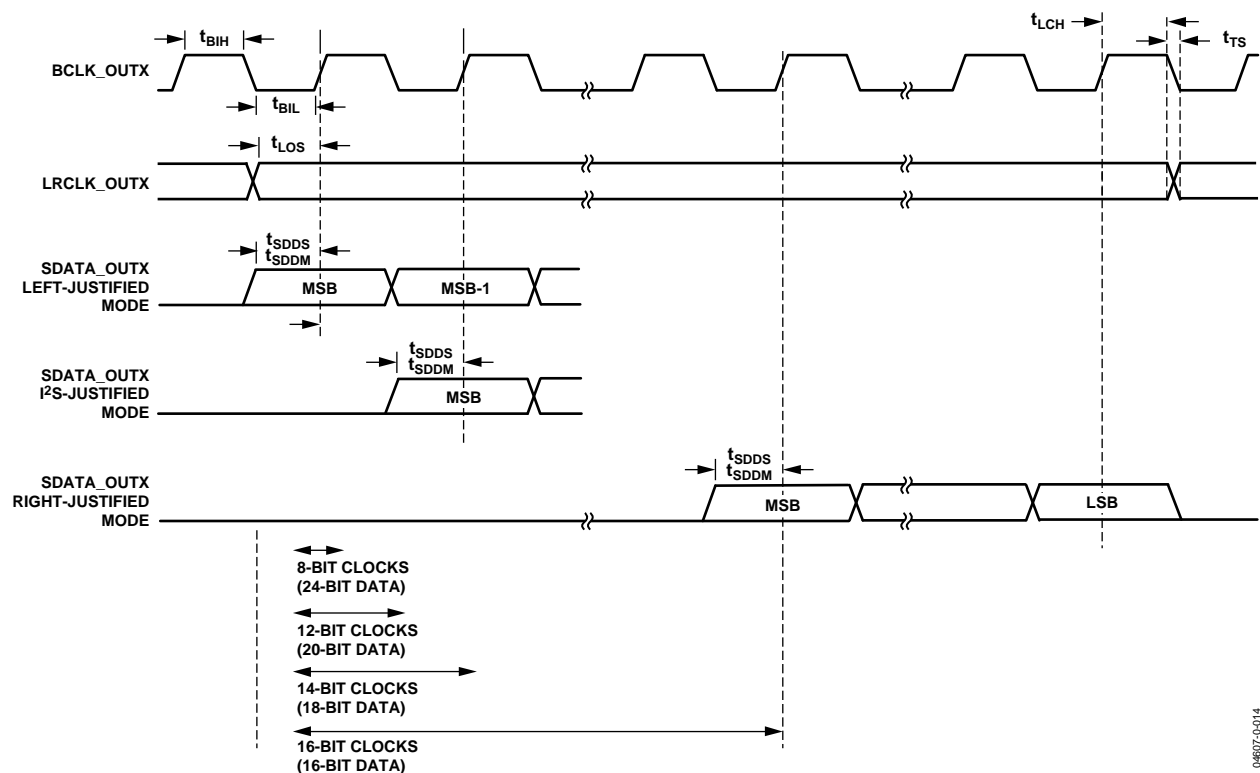 tLCH
tBIH
tTS
BCLK_OUTX
tBIL
tLOS
LRCLK_OUTX
tSDDS
tSDDM
SDATA_OUTX
LEFT-JUSTIFIED
MODE
MSB
MSB-1
tSDDS
tSDDM
SDATA_OUTX
I2S-JUSTIFIED
MODE
MSB
tSDDS
tSDDM
SDATA_OUTX
RIGHT-JUSTIFIED
MODE
MSB
LSB
8-BIT CLOCKS
(24-BIT DATA)
12-BIT CLOCKS
(20-BIT DATA)
14-BIT CLOCKS
(18-BIT DATA)
16-BIT CLOCKS
(16-BIT DATA)
04607-0-014